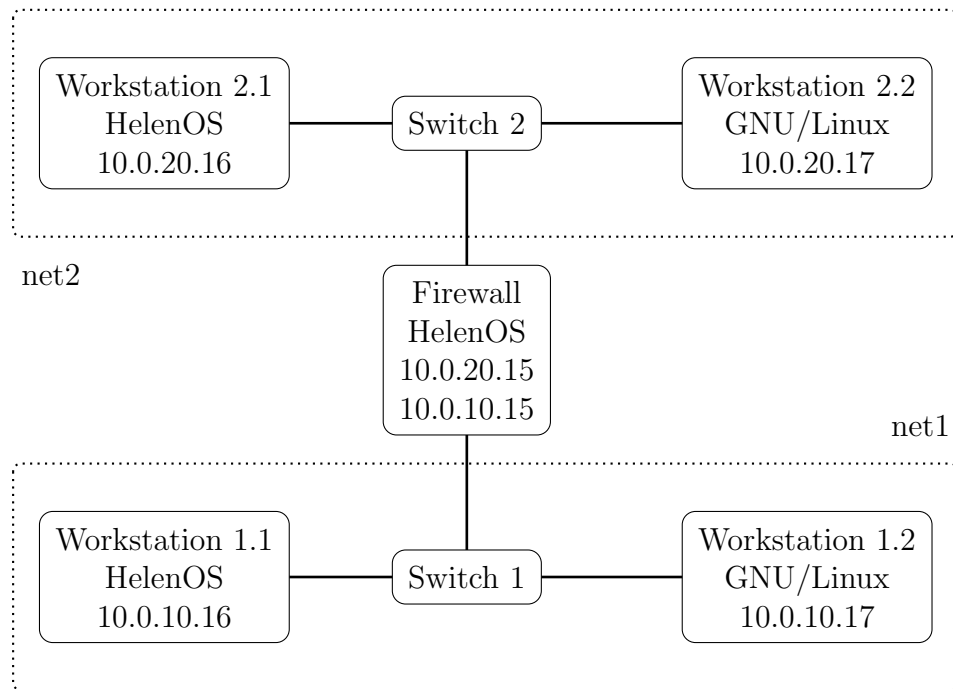 Workstation 2.1
HelenOS
10.0.20.16
Switch 2
Workstation 2.2
GNU/Linux
10.0.20.17
net2
Firewall
HelenOS
10.0.20.15
10.0.10.15
net1
Workstation 1.1
HelenOS
10.0.10.16
Switch 1
Workstation 1.2
GNU/Linux
10.0.10.17